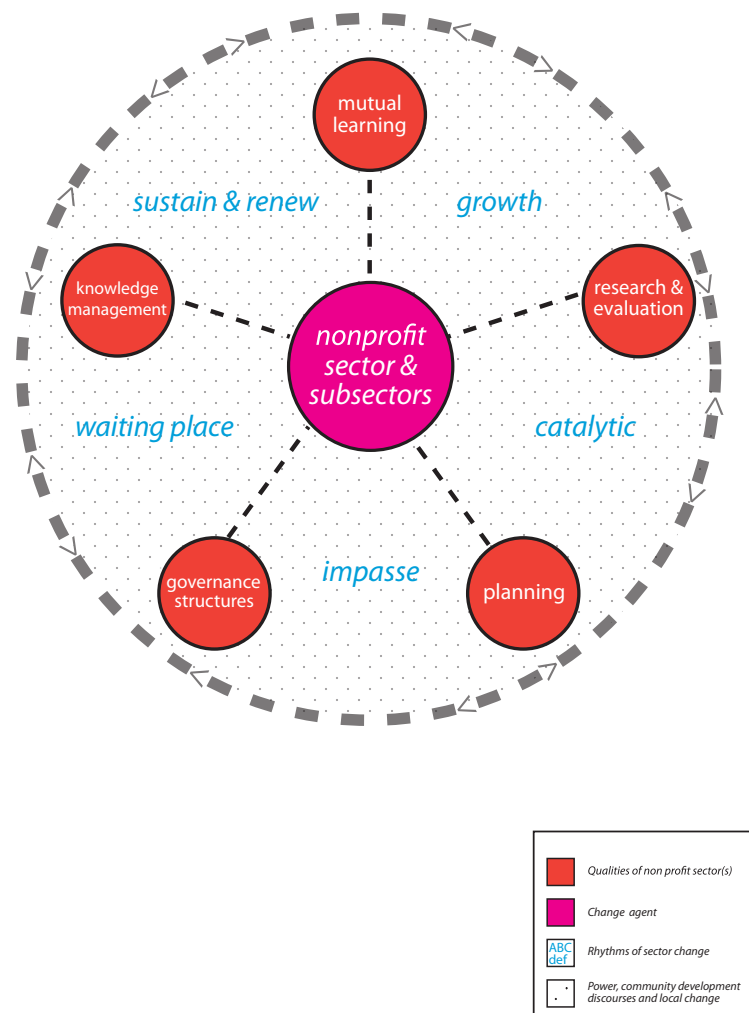 mutual
learning
sustain & renew
growth
knowledge
management
research &
evaluation
nonprofit
sector &
subsectors
waiting place
catalytic
governance
structures
impasse
planning
Qualities of non profit sector(s)
Change agent
ABC
def
Rhythms of sector change
Power, community development
discourses and local change